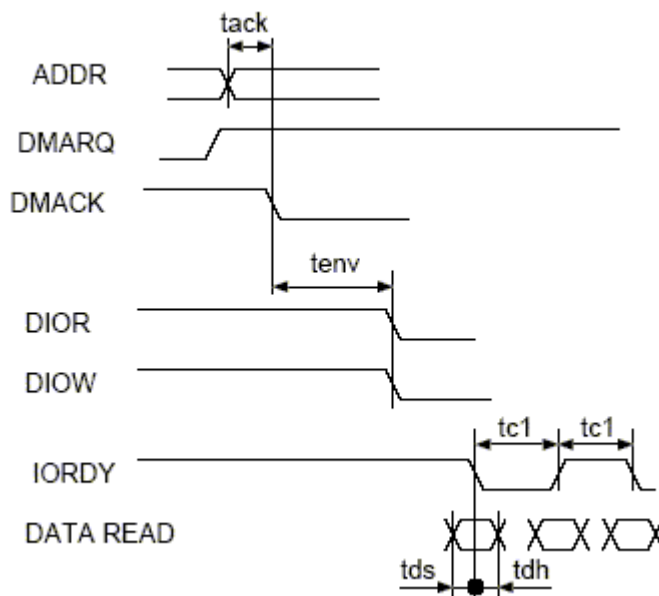 tack
ADDR
DMARQ
DMACK
tenv
DIOR
DIOW
tc1 tc1
IORDY
DATA READ
tds tdh